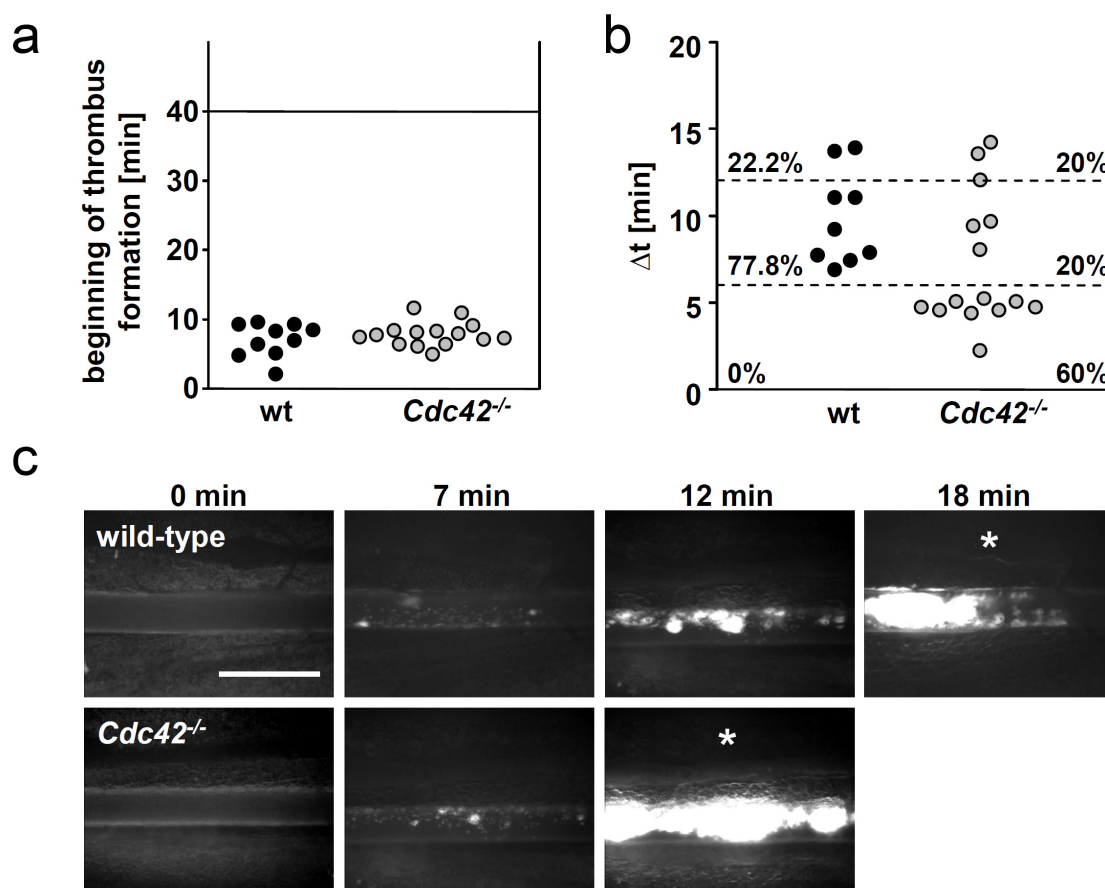 a
beginning of thrombus
formation [min]
40
30
20
10
0
wt
Cdc42-/-
b
Δt [min]
20
15
10
5
0
22.2%
20%
77.8%
20%
0%
60%
wt
Cdc42-/-
c
0 min
7 min
12 min
18 min
wild-type
*
Cdc42-/-
*